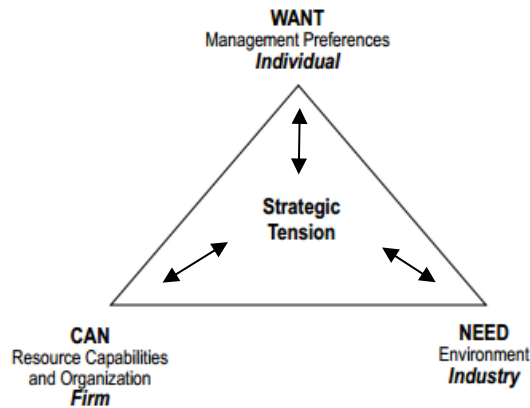 WANT
Management Preferences
Individual
Strategic
Tension
CAN
Resource Capabilities
and Organization
Firm
NEED
Environment
Industry